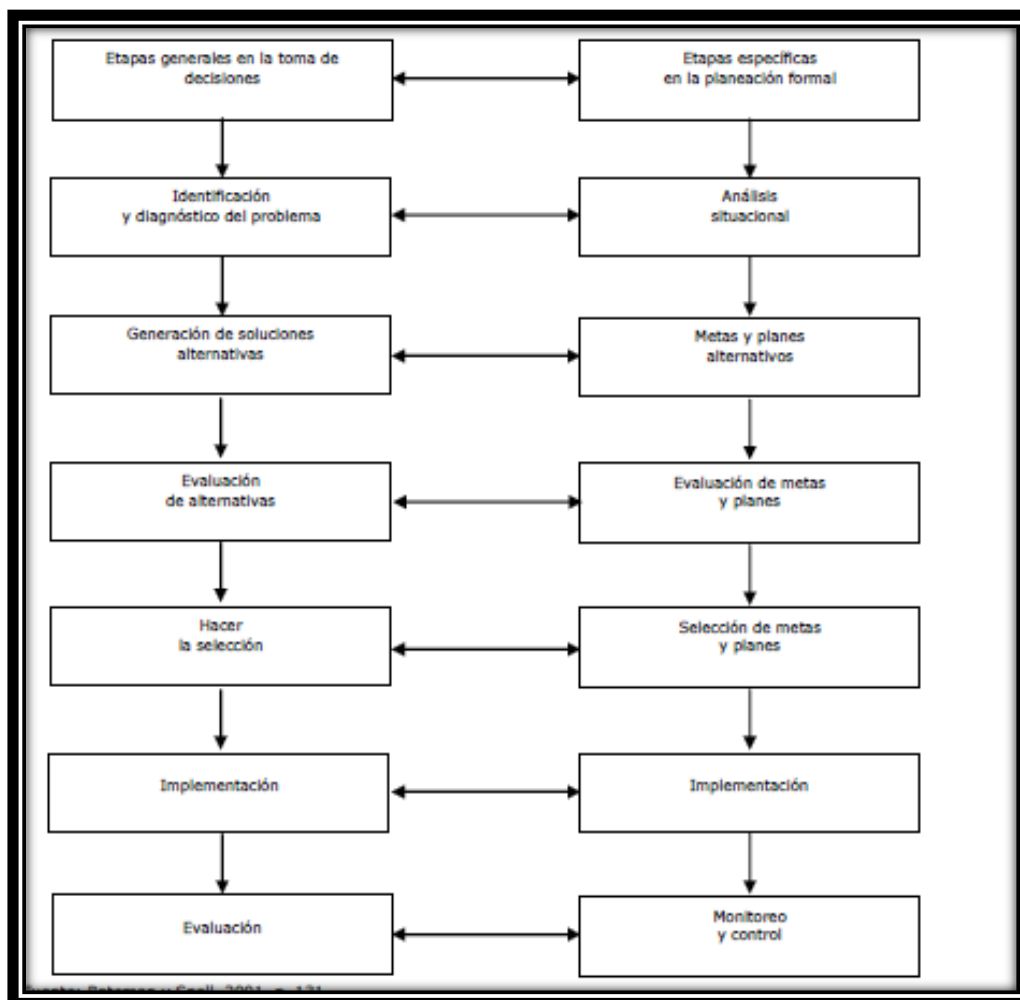 Etapas generales en la toma de
decisiones
Etapas específicas
en la planeación formal
Identificación
y diagnóstico del problema
Análisis
situacional
Generación de soluciones
alternativas
Metas y planes
alternativos
Evaluación
de alternativas
Evaluación de metas
y planes
Hacer
la selección
Selección de metas
y planes
Implementación
Implementación
Evaluación
Monitoreo
y control